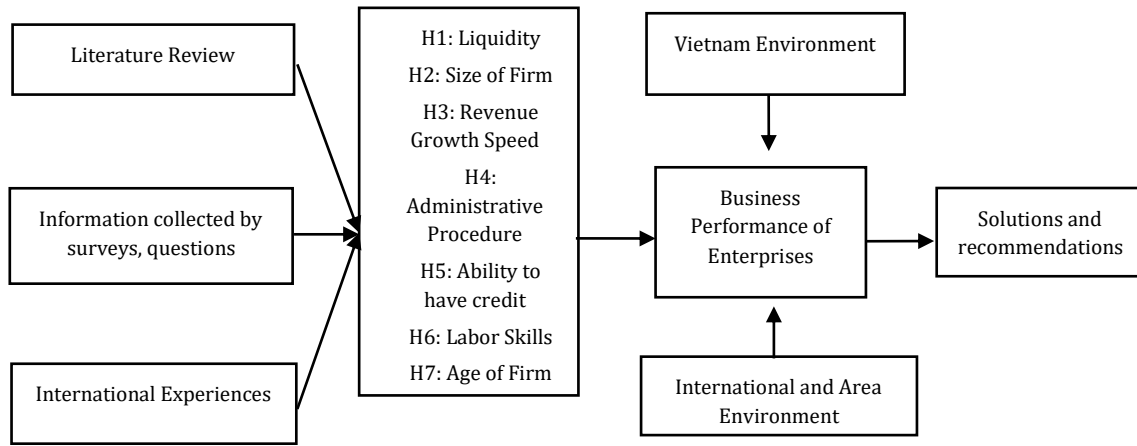 Literature Review
Information collected by
surveys, questions
International Experiences
H1: Liquidity
H2: Size of Firm
H3: Revenue
Growth Speed
H4:
Administrative
Procedure
H5: Ability to
have credit
H6: Labor Skills
H7: Age of Firm
Vietnam Environment
Business
Performance of
Enterprises
International and Area
Environment
Solutions and
recommendations